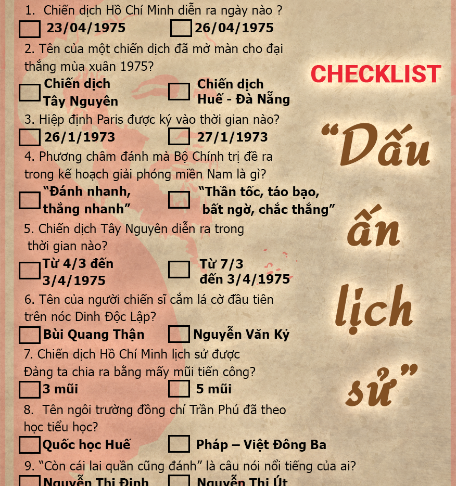 1. Chiến dịch Hồ Chí Minh diễn ra ngày nào ?
23/04/1975 26/04/1975
2. Tên của một chiến dịch đã mở màn cho đại
thắng mùa xuân 1975?
Chiến dịch
Tây Nguyên
Chiến dịch
Huế - Đà Nẵng
3. Hiệp định Paris được ký vào thời gian nào?
26/1/1973 27/1/1973
4. Phương châm đánh mà Bộ Chính trị đề ra
trong kế hoạch giải phóng miền Nam là gì?
“Đánh nhanh,
thắng nhanh”
“Thần tốc, táo bạo,
bất ngờ, chắc thắng”
5. Chiến dịch Tây Nguyên diễn ra trong
thời gian nào?
Từ 4/3 đến
3/4/1975
Từ 7/3
đến 3/4/1975
6. Tên của người chiến sĩ cắm lá cờ đầu tiên
trên nóc Dinh Độc Lập?
Bùi Quang Thận Nguyễn Văn Kỷ
7. Chiến dịch Hồ Chí Minh lịch sử được
Đảng ta chia ra bằng mấy mũi tiến công?
3 mũi 5 mũi
8. Tên ngôi trường đồng chí Trần Phú đã theo
học tiểu học?
Quốc học Huế Pháp – Việt Đông Ba
9. “Còn cái lai quần cũng đánh” là câu nói nổi tiếng của ai?
Nguyễn Thị Định Nguyễn Thị Út
CHECKLIST
“Dấu
ấn
lịch
sử”